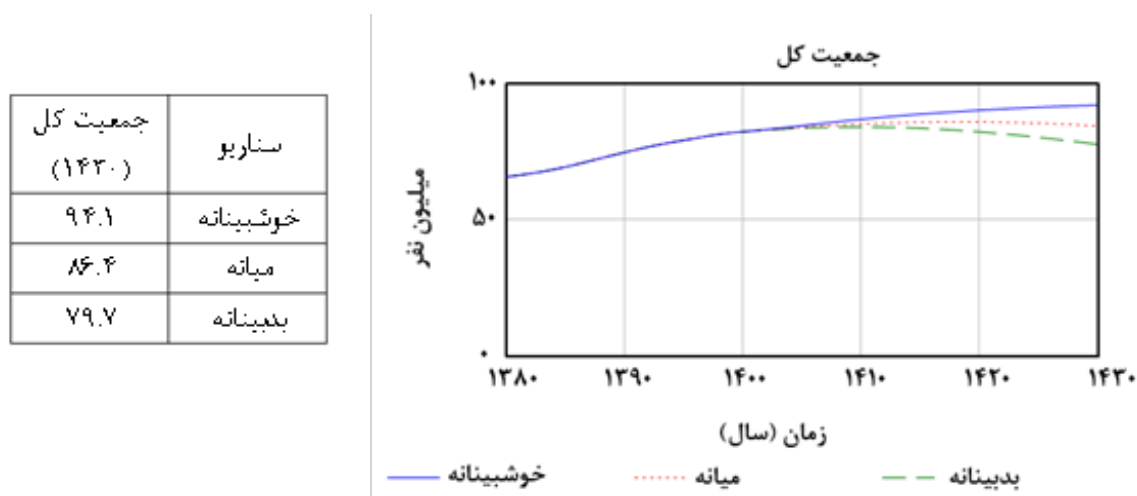 سناریو	جمعیت کل (۱۴۳۰)
خوشبینانه	۹۴.۱
میانه	۸۶.۴
بدبینانه	۷۹.۷
جمعیت کل
۱۰۰
۵۰
۰
میلیون نفر
۱۳۸۰ ۱۳۹۰ ۱۴۰۰ ۱۴۱۰ ۱۴۲۰ ۱۴۳۰
زمان (سال)
خوشبینانه میانه بدبینانه